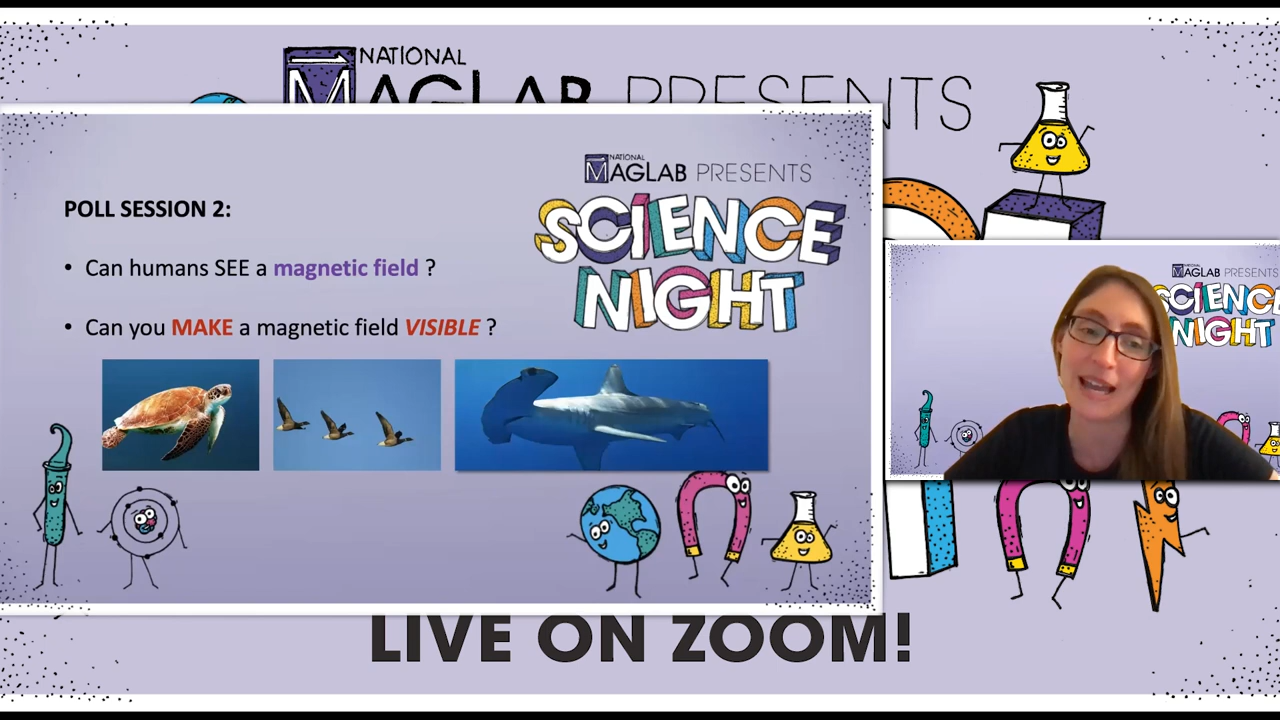 NATIONAL
MAGLAB PRESENTS
NATIONAL
MAGLAB PRESENTS
SCIENCE
NIGHT
POLL SESSION 2:
• Can humans SEE a magnetic field ?
• Can you MAKE a magnetic field VISIBLE ?
NATIONAL
MAGLAB PRESENTS
SCIENCE
NIGHT
LIVE ON ZOOM!